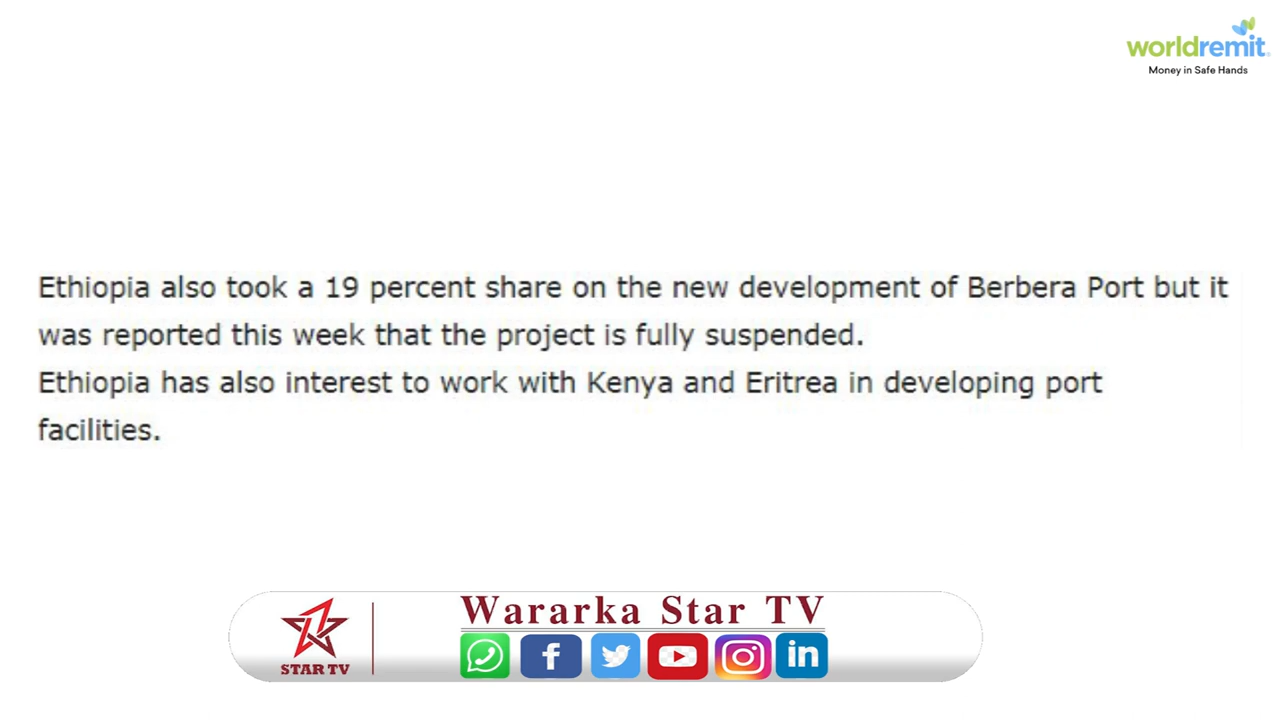 worldremit
Money in Safe Hands
Ethiopia also took a 19 percent share on the new development of Berbera Port but it
was reported this week that the project is fully suspended.
Ethiopia has also interest to work with Kenya and Eritrea in developing port
facilities.
Wararka Star TV
STAR TV
f
in